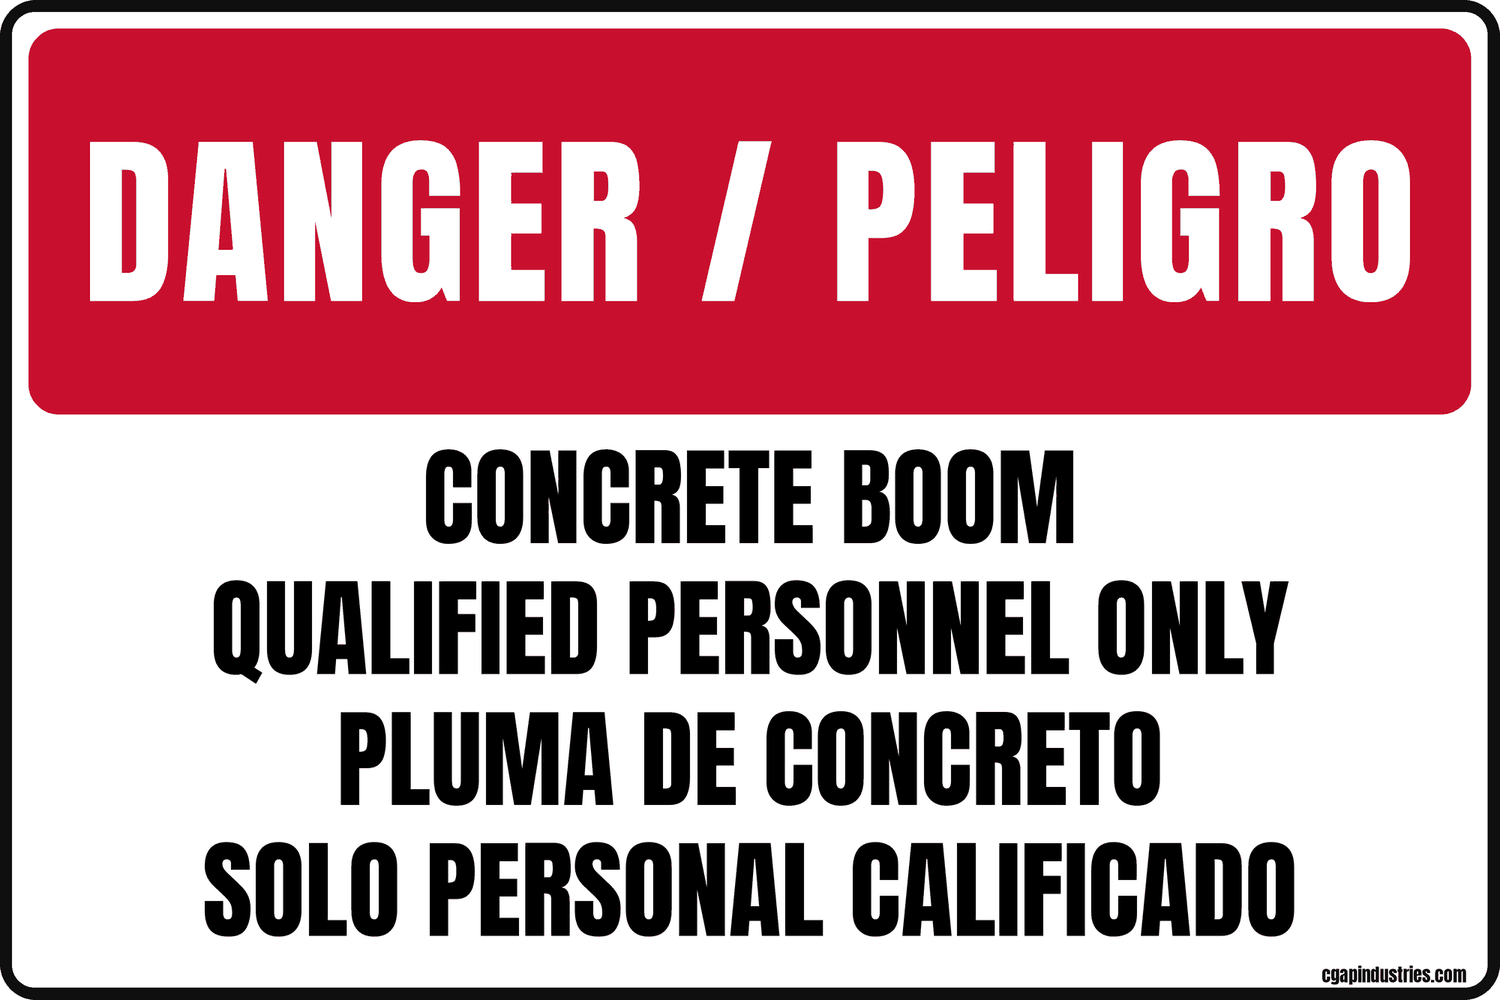 DANGER / PELIGRO
CONCRETE BOOM
QUALIFIED PERSONNEL ONLY
PLUMA DE CONCRETO
SOLO PERSONAL CALIFICADO
cgapindustries.com